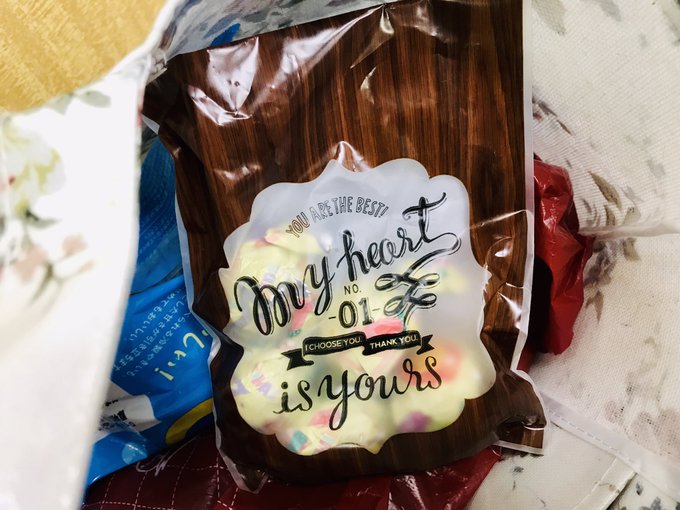 YOU ARE THE BEST!
My heart
NO.
-01-
I CHOOSE YOU. THANK YOU.
is yours